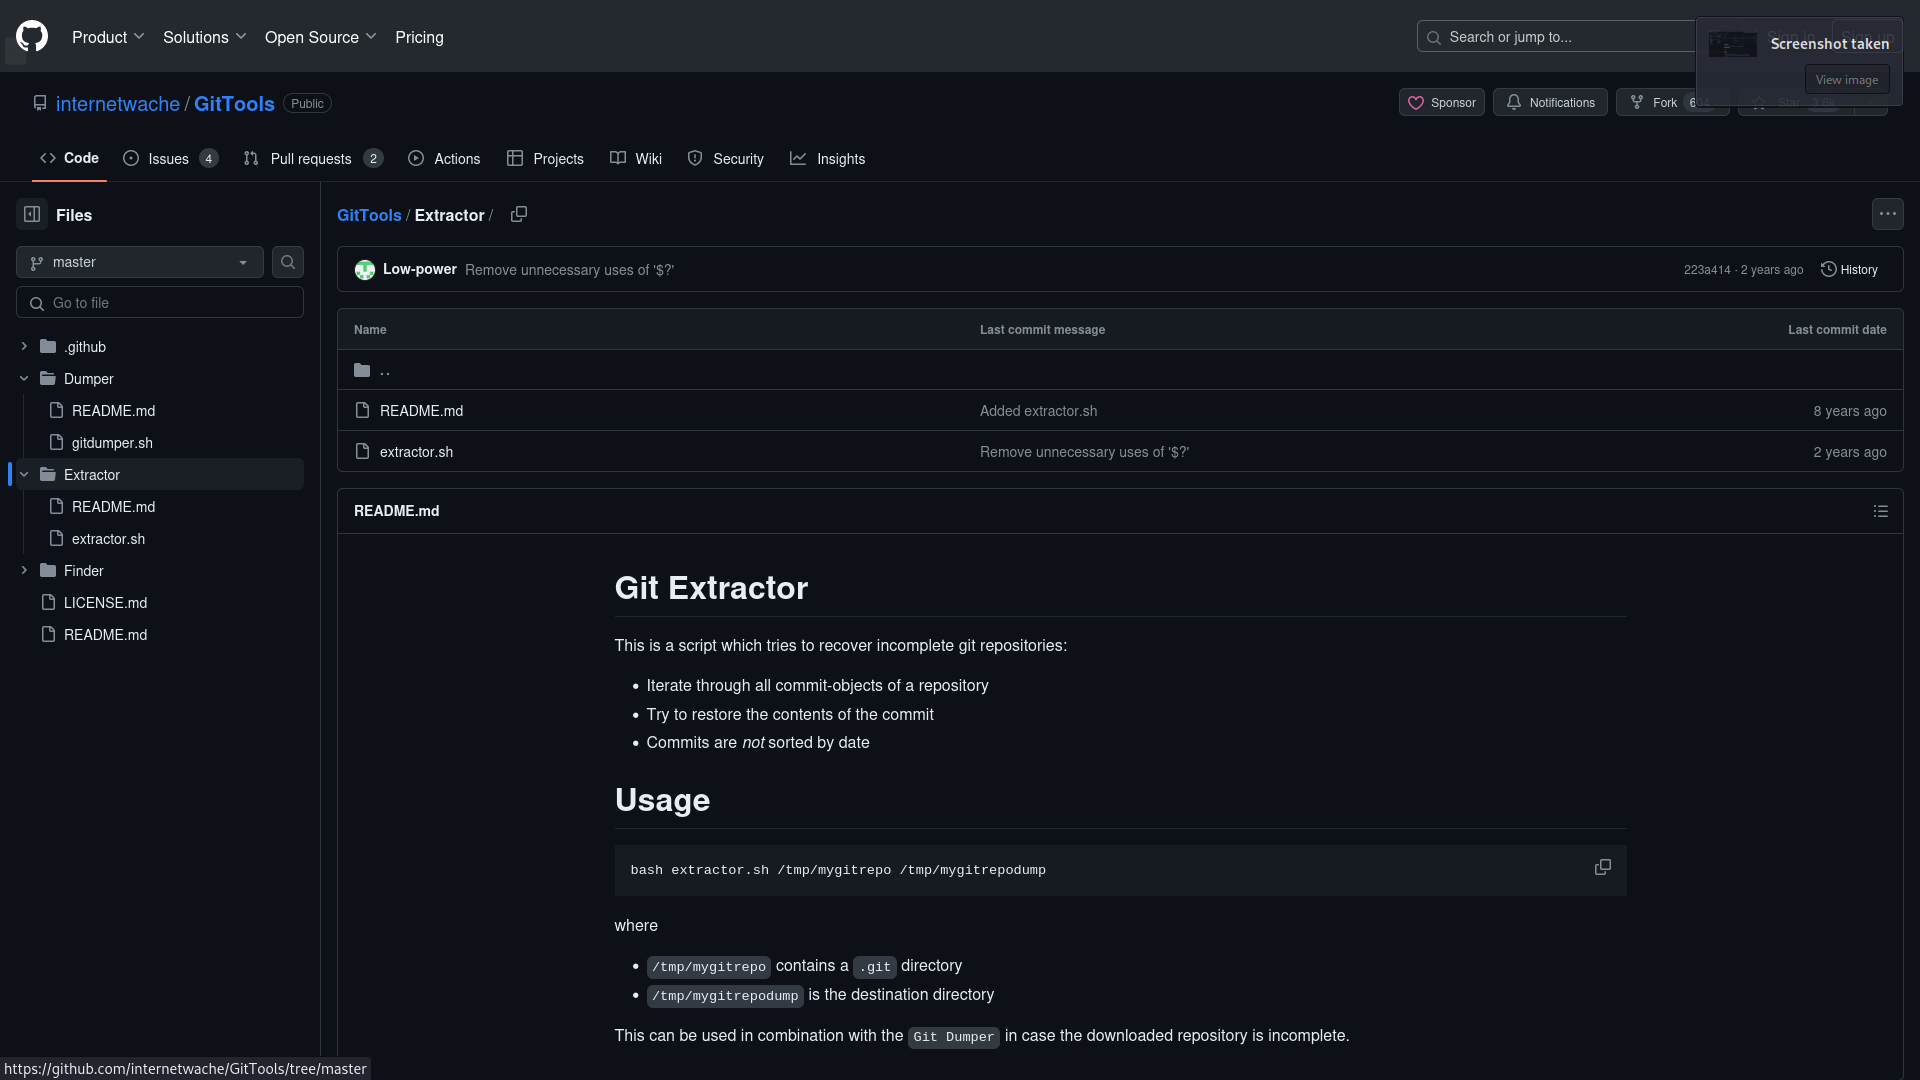 Product
Solutions
Open Source
Pricing
Search or jump to...
Screenshot taken
View image
internetwache / GitTools Public
Sponsor
Notifications
Fork
Star
Code
Issues 4
Pull requests 2
Actions
Projects
Wiki
Security
Insights
Files
master
Go to file
.github
Dumper
README.md
gitdumper.sh
Extractor
README.md
extractor.sh
Finder
LICENSE.md
README.md
GitTools / Extractor /
Low-power Remove unnecessary uses of '$?'
223a414 · 2 years ago
History
Name Last commit message Last commit date
..
README.md Added extractor.sh 8 years ago
extractor.sh Remove unnecessary uses of '$?' 2 years ago
README.md
Git Extractor
This is a script which tries to recover incomplete git repositories:
• Iterate through all commit-objects of a repository
• Try to restore the contents of the commit
• Commits are not sorted by date
Usage
bash extractor.sh /tmp/mygitrepo /tmp/mygitrepodump
where
• /tmp/mygitrepo contains a .git directory
• /tmp/mygitrepodump is the destination directory
This can be used in combination with the Git Dumper in case the downloaded repository is incomplete.
https://github.com/internetwache/GitTools/tree/master